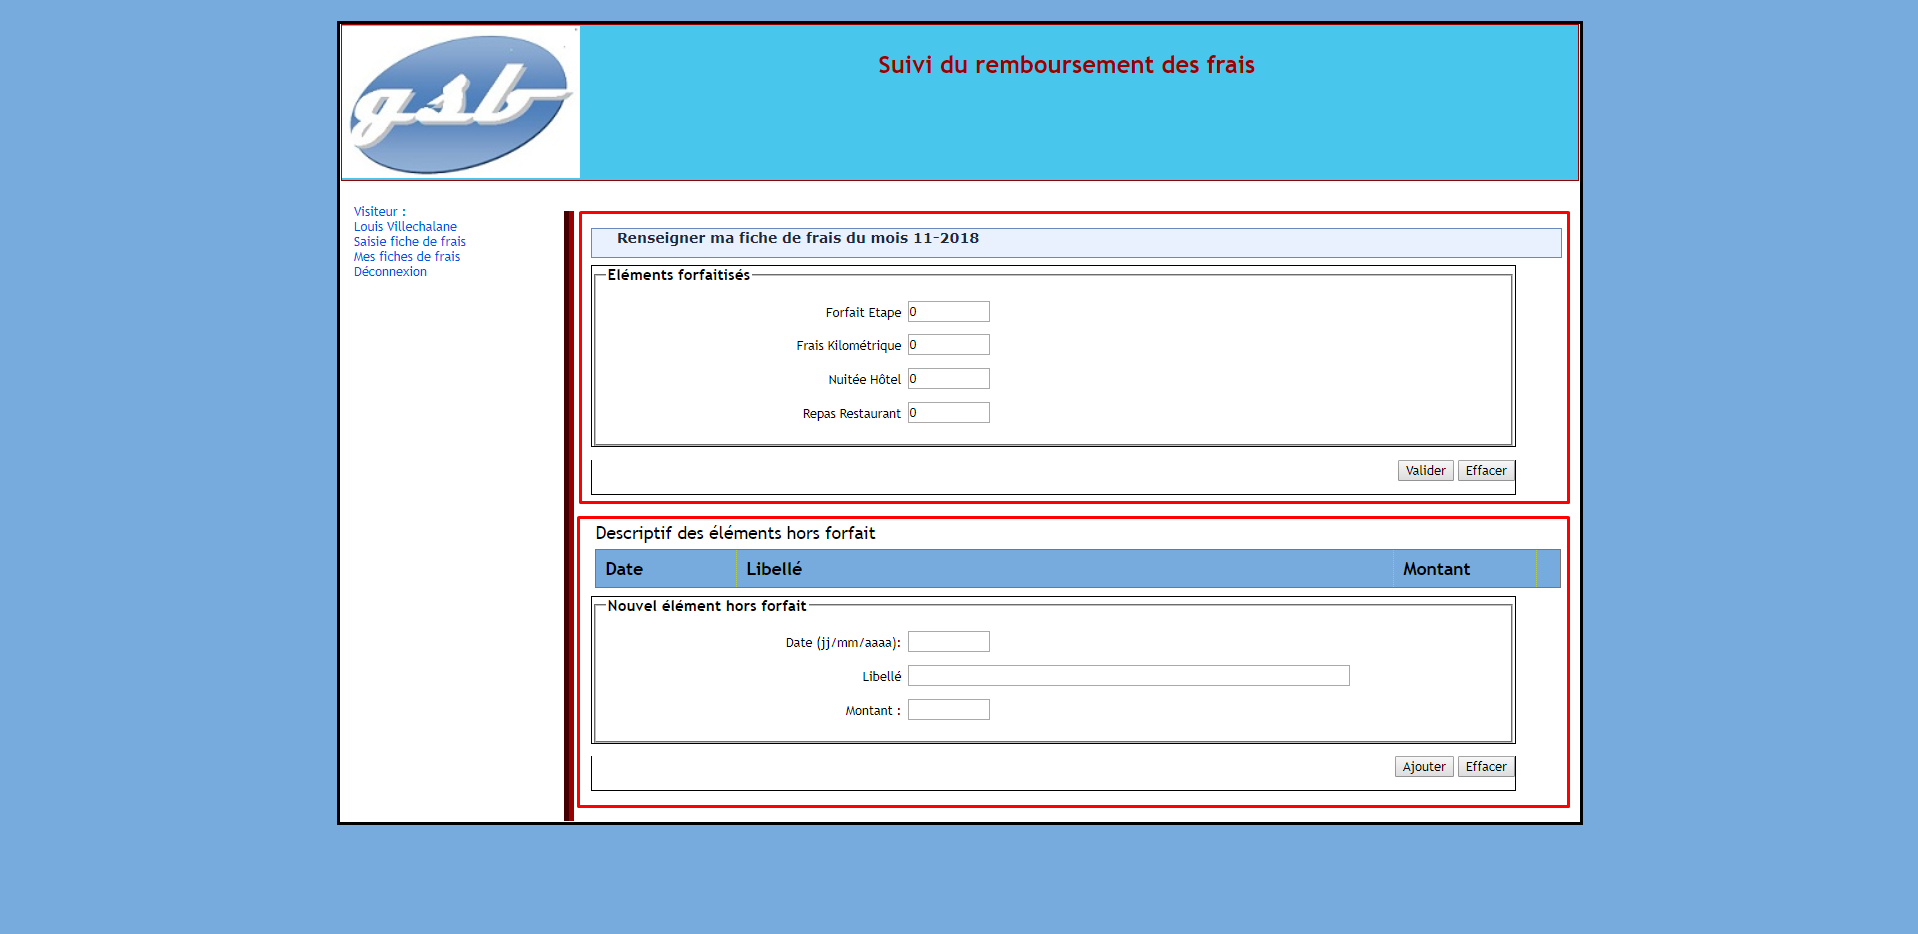 gsb
Suivi du remboursement des frais
Visiteur :
Louis Villechalane
Saisie fiche de frais
Mes fiches de frais
Déconnexion
Renseigner ma fiche de frais du mois 11-2018
Eléments forfaitisés
Forfait Etape 0
Frais Kilométrique 0
Nuitée Hôtel 0
Repas Restaurant 0
Valider Effacer
Descriptif des éléments hors forfait
Date Libellé Montant
Nouvel élément hors forfait
Date (jj/mm/aaaa):
Libellé
Montant :
Ajouter Effacer